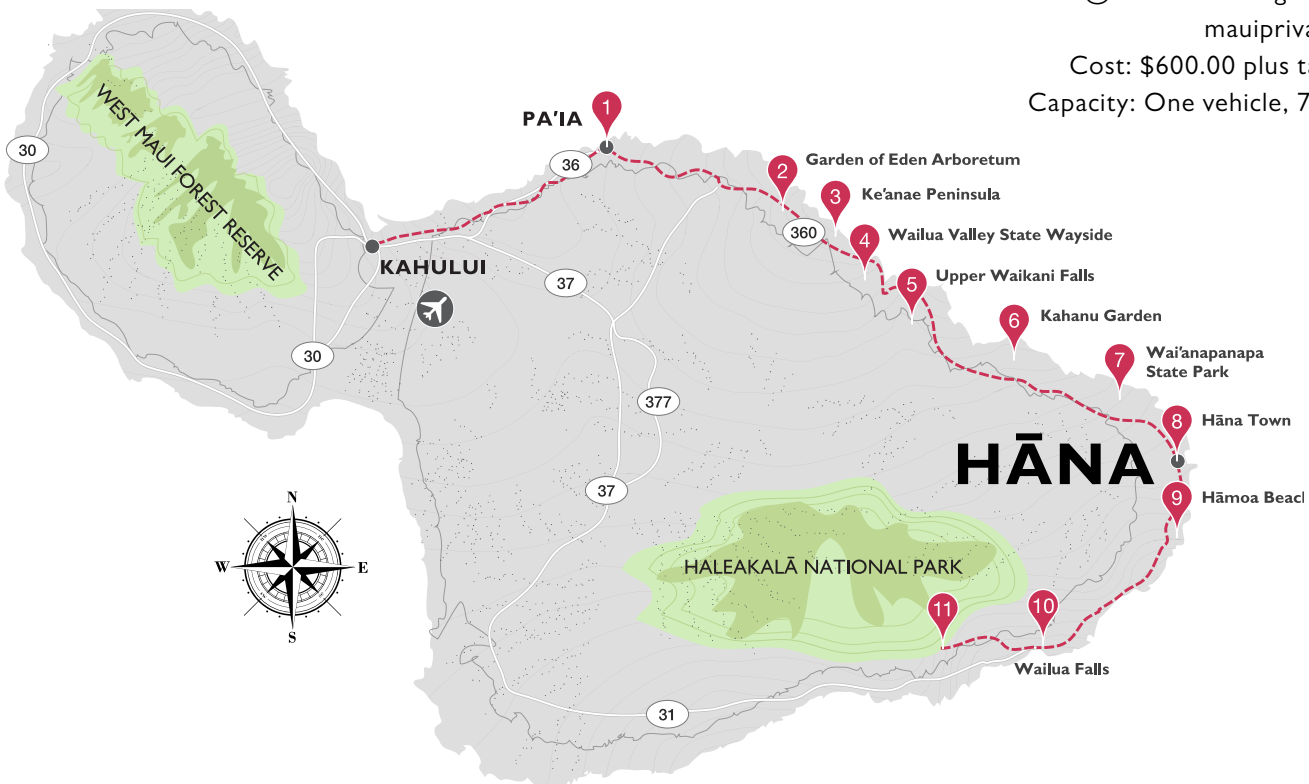 mauipriva
Cost: $600.00 plus ta
Capacity: One vehicle, 7
WEST MAUI FOREST RESERVE
30
PA'IA
1
36
2
Garden of Eden Arboretum
3
Ke'anae Peninsula
360
4
Wailua Valley State Wayside
KAHULUI
37
5
Upper Waikani Falls
6
Kahanu Garden
30
7
Wai'anapanapa
State Park
377
8
Hāna Town
HĀNA
37
9
Hāmoa Beach
N
W
E
S
HALEAKALĀ NATIONAL PARK
11
10
Wailua Falls
31